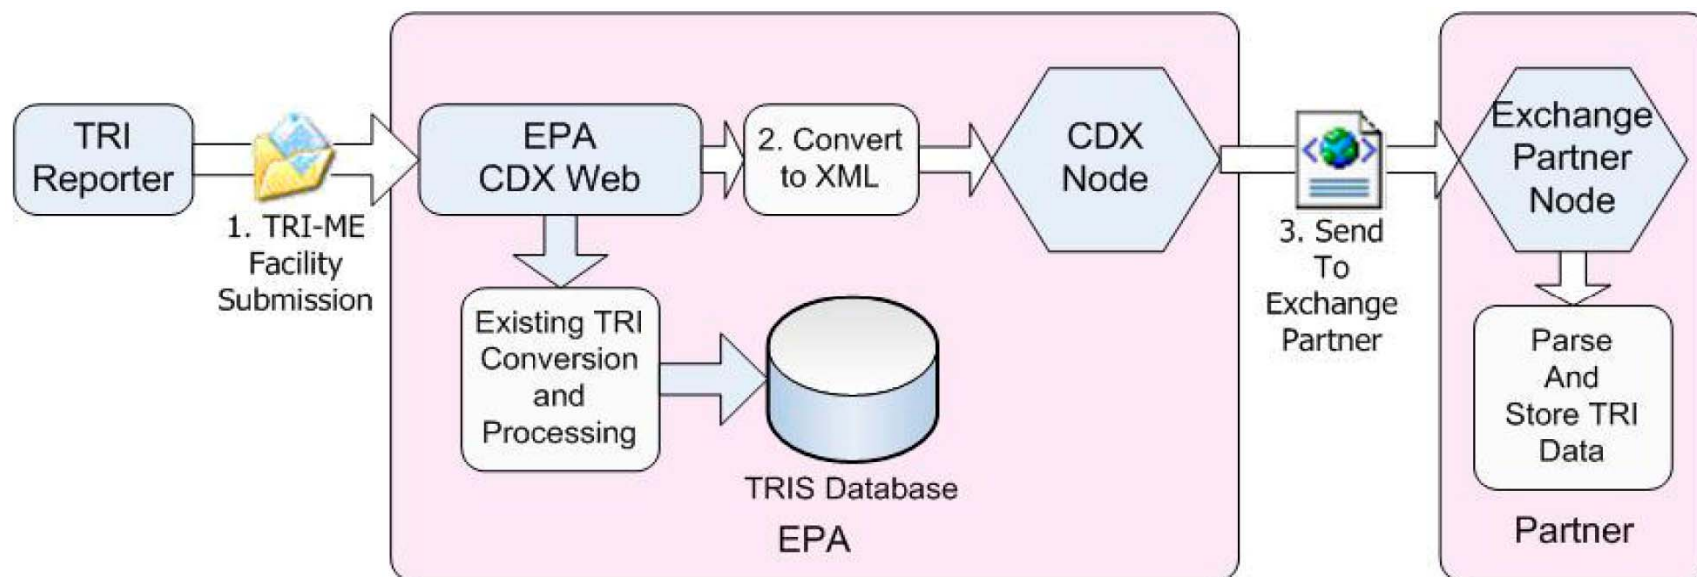 TRI
Reporter
1. TRI-ME
Facility
Submission
EPA
CDX Web
2. Convert
to XML
CDX
Node
3. Send
To
Exchange
Partner
Exchange
Partner
Node
Existing TRI
Conversion
and
Processing
TRIS Database
EPA
Parse
And
Store TRI
Data
Partner